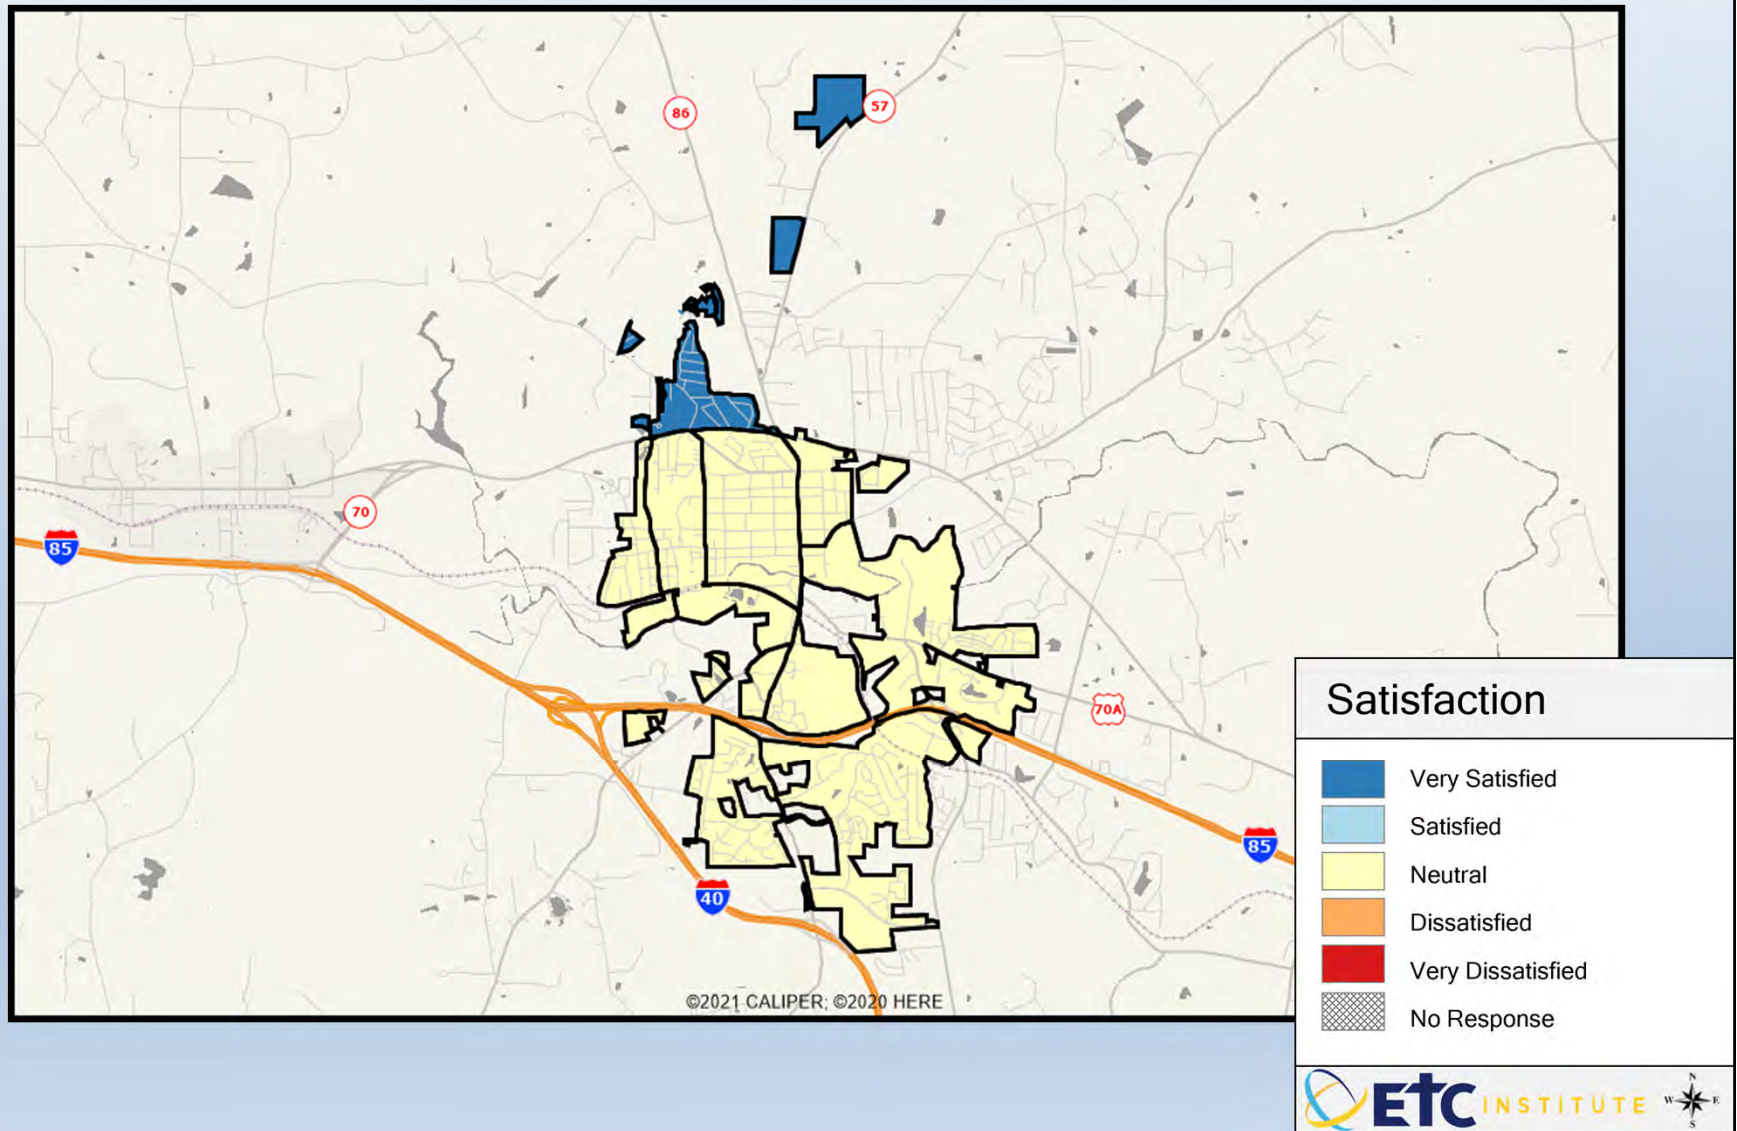 86
57
70
85
70A
85
40
©2021 CALIPER; ©2020 HERE
Satisfaction
Very Satisfied
Satisfied
Neutral
Dissatisfied
Very Dissatisfied
No Response
ETC INSTITUTE
N
W E
S